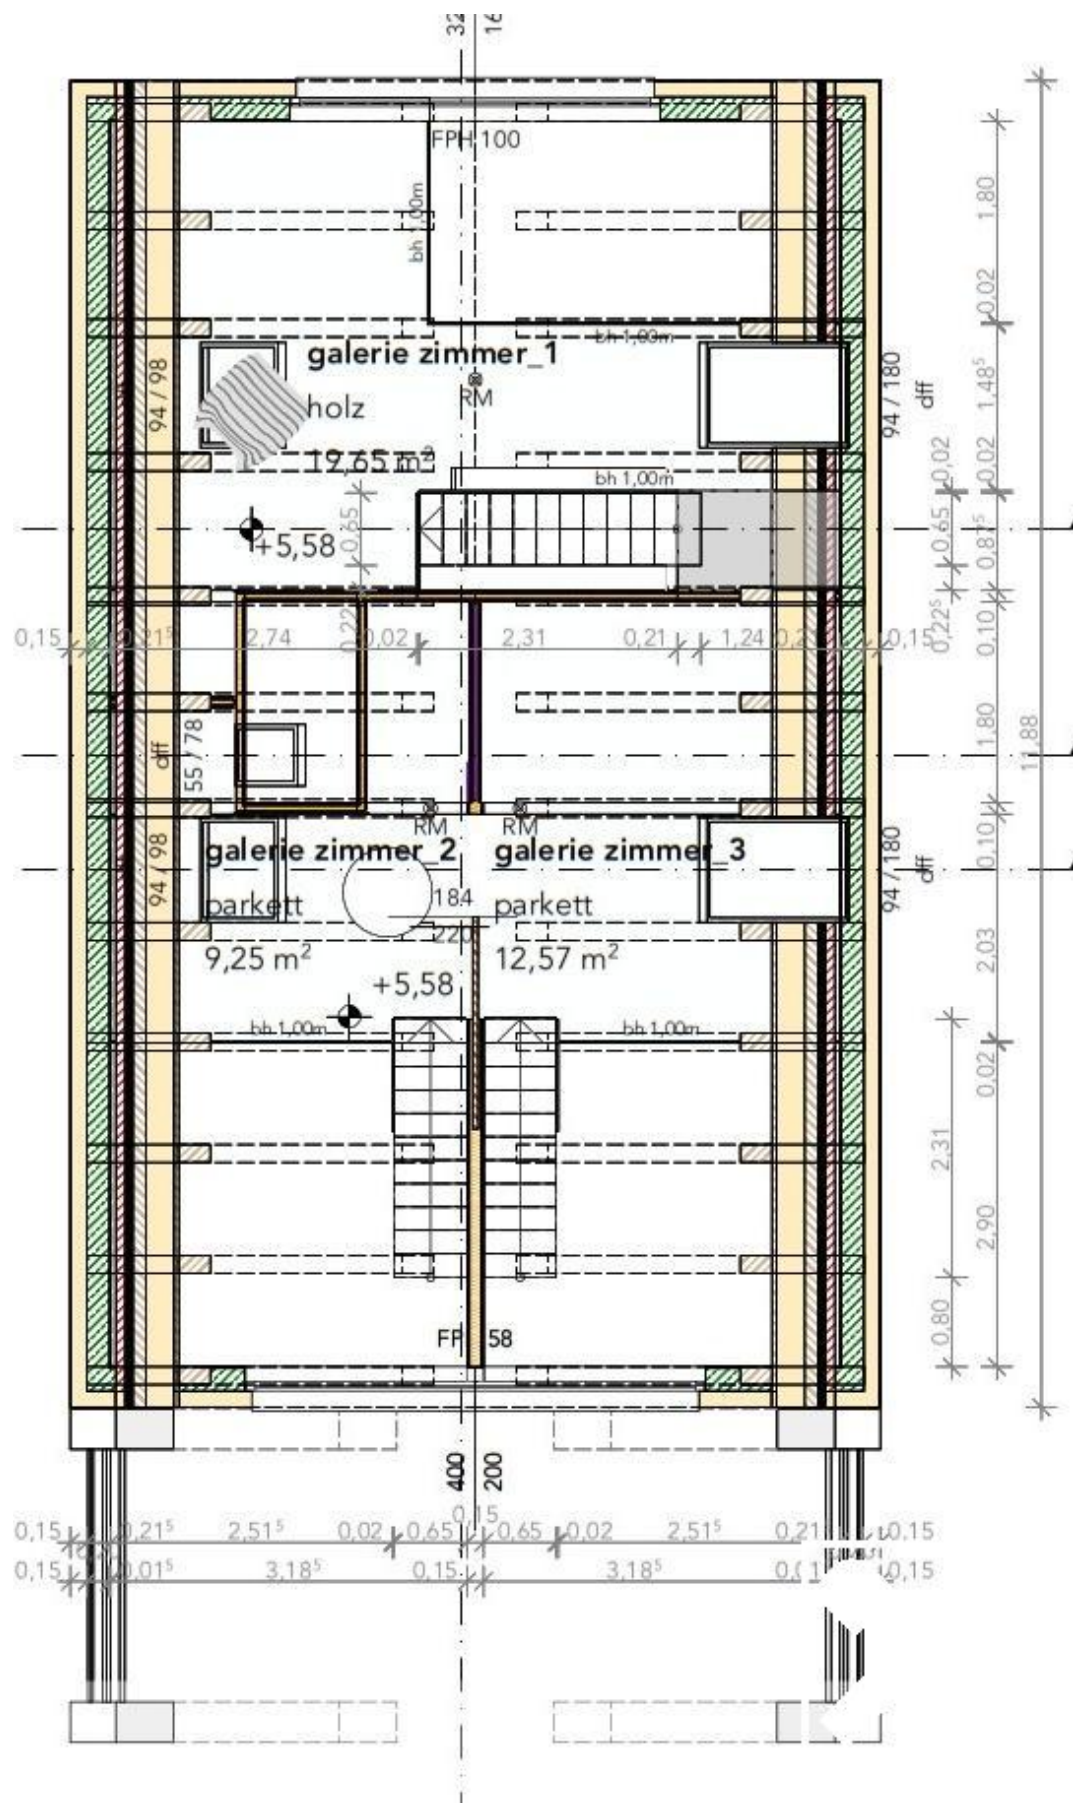 FPH 100
bh 1,00m
1,80
0,02
bh 1,00m
galerie zimmer_1
94 / 98
RM
holz
94 / 180
dff
1,48⁵
19,65 m²
bh 1,00m
0,02
0,02
+5,58
0,65
0,65
0,87⁵
0,15
0,21⁵
2,74
0,22⁵
0,02
2,31
0,21
1,24
0,15
0,22⁵
0,10
dff
55 / 78
1,80
11,88
RM
RM
galerie zimmer_2
galerie zimmer_3
94 / 98
94 / 180
dff
0,10
parkett
184
parkett
220
9,25 m²
12,57 m²
2,03
+5,58
bh 1,00m
bh 1,00m
0,02
2,31
2,90
58
0,80
400
200
0,15
0,15
0,21⁵
2,51⁵
0,02
0,65
0,65
0,02
2,51⁵
0,21
0,15
0,15
0,01⁵
3,18⁵
0,15
3,18⁵
0,15